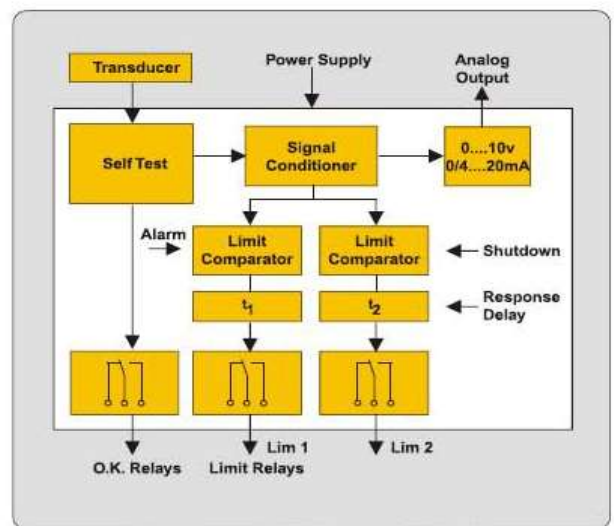 Transducer
Power Supply
Analog
Output
Self Test
Signal
Conditioner
0....10v
0/4....20mA
Alarm
Limit
Comparator
Limit
Comparator
Shutdown
t1
t2
Response
Delay
O.K. Relays
Lim 1
Limit Relays
Lim 2